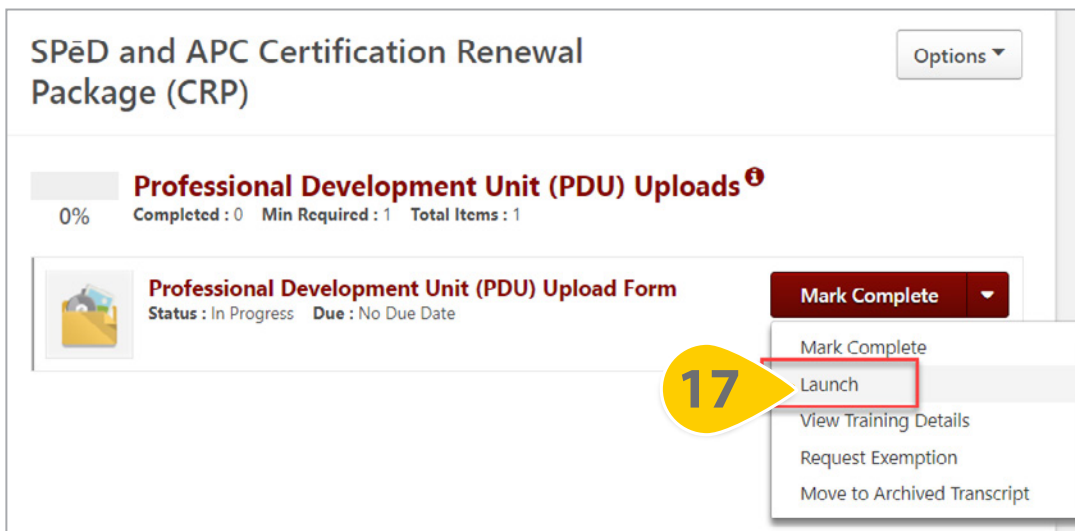 SPēD and APC Certification Renewal
Package (CRP)
Options
Professional Development Unit (PDU) Uploads
0%
Completed : 0 Min Required : 1 Total Items : 1
Professional Development Unit (PDU) Upload Form
Status : In Progress Due : No Due Date
Mark Complete
Mark Complete
17
Launch
View Training Details
Request Exemption
Move to Archived Transcript